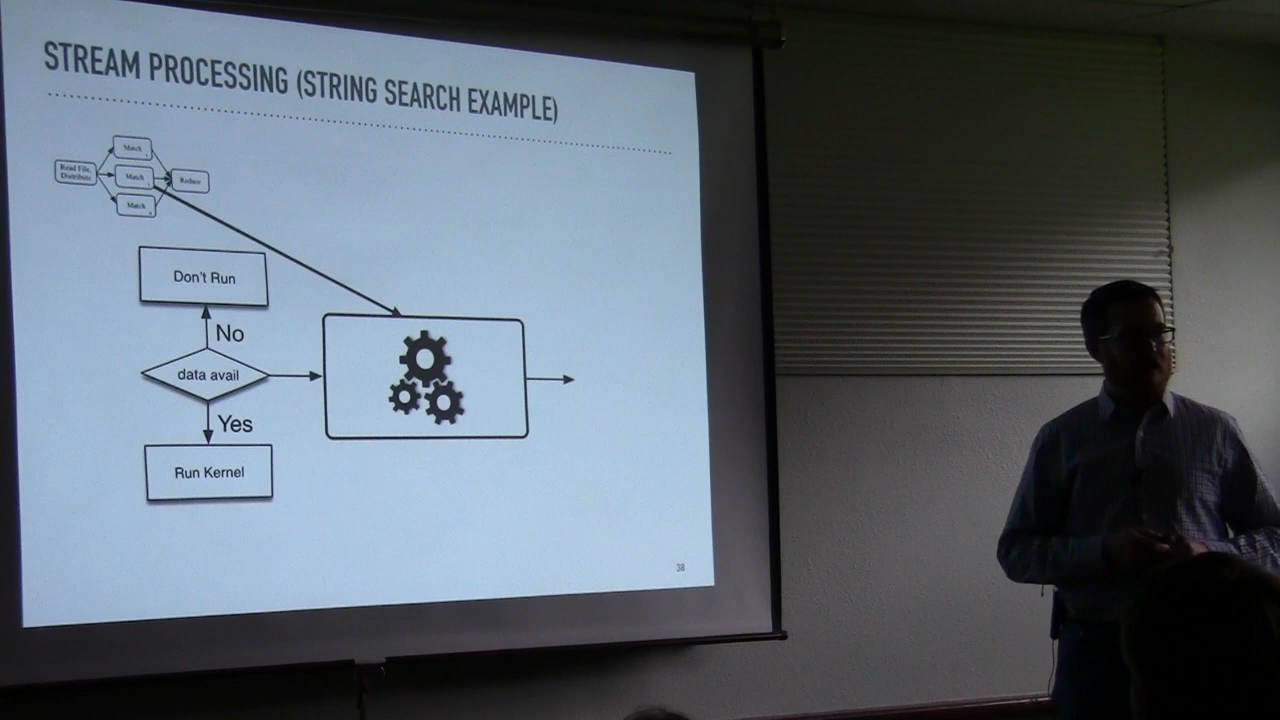 STREAM PROCESSING (STRING SEARCH EXAMPLE)
Match
Read File,
Distribute
Match
Reduce
Match
Don't Run
No
data avail
Yes
Run Kernel
38